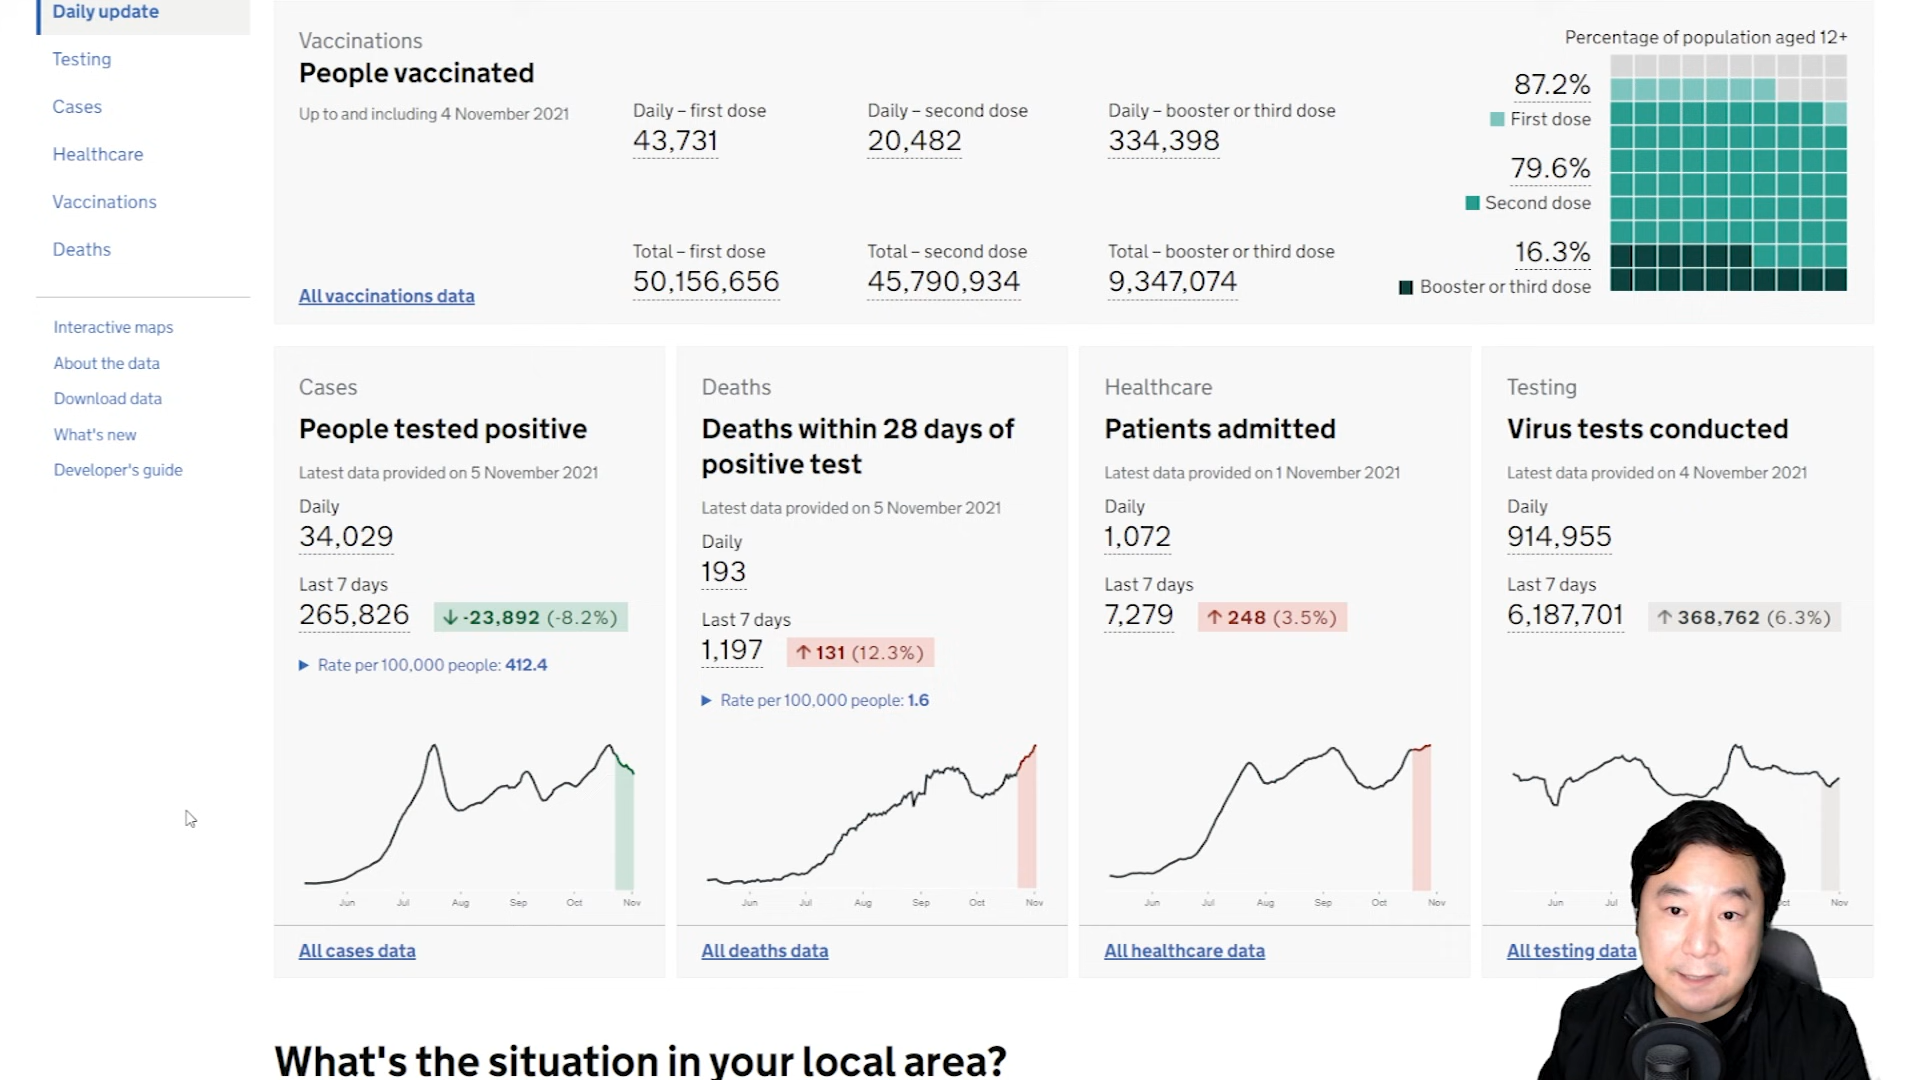 Daily update
Testing
Cases
Healthcare
Vaccinations
Deaths
Interactive maps
About the data
Download data
What's new
Developer's guide
Vaccinations
People vaccinated
Up to and including 4 November 2021
Daily – first dose
43,731
Daily – second dose
20,482
Daily – booster or third dose
334,398
Total – first dose
50,156,656
Total – second dose
45,790,934
Total – booster or third dose
9,347,074
All vaccinations data
Percentage of population aged 12+
87.2%
First dose
79.6%
Second dose
16.3%
Booster or third dose
Cases
People tested positive
Latest data provided on 5 November 2021
Daily
34,029
Last 7 days
265,826 ↓ -23,892 (-8.2%)
▶ Rate per 100,000 people: 412.4
Jun Jul Aug Sep Oct Nov
All cases data
Deaths
Deaths within 28 days of
positive test
Latest data provided on 5 November 2021
Daily
193
Last 7 days
1,197 ↑ 131 (12.3%)
▶ Rate per 100,000 people: 1.6
Jun Jul Aug Sep Oct Nov
All deaths data
Healthcare
Patients admitted
Latest data provided on 1 November 2021
Daily
1,072
Last 7 days
7,279 ↑ 248 (3.5%)
Jun Jul Aug Sep Oct Nov
All healthcare data
Testing
Virus tests conducted
Latest data provided on 4 November 2021
Daily
914,955
Last 7 days
6,187,701 ↑ 368,762 (6.3%)
Jun Jul Nov
All testing data
What's the situation in your local area?